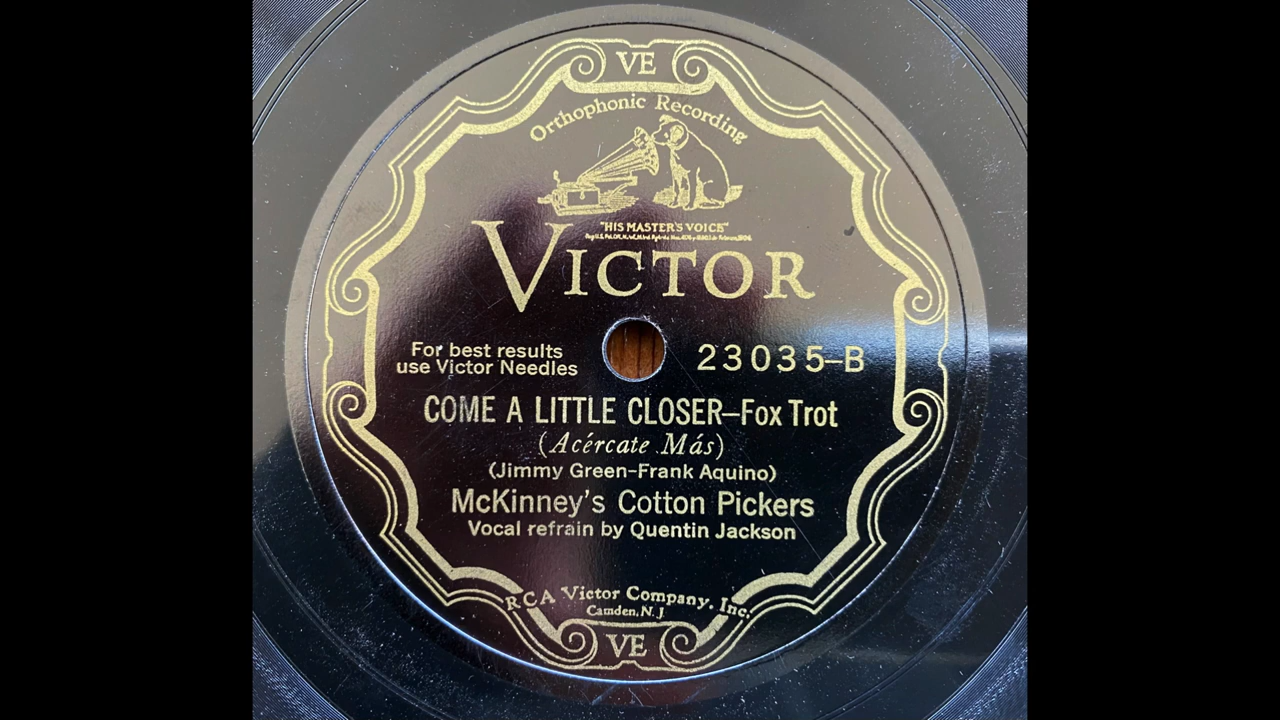 VE
Orthophonic Recording
"HIS MASTER'S VOICE"
VICTOR
For best results
use Victor Needles
23035-B
COME A LITTLE CLOSER-Fox Trot
(Acércate Más)
(Jimmy Green-Frank Aquino)
McKinney's Cotton Pickers
Vocal refrain by Quentin Jackson
RCA Victor Company, Inc.
Camden, N. J.
VE